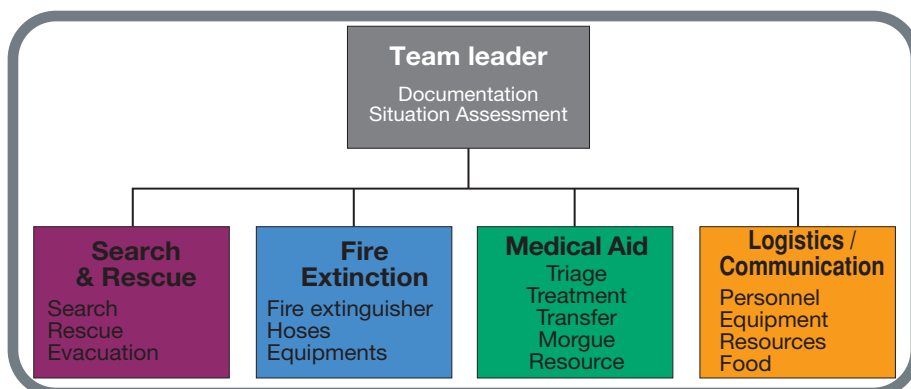 Team leader
Documentation
Situation Assessment
Search
& Rescue
Search
Rescue
Evacuation
Fire
Extinction
Fire extinguisher
Hoses
Equipments
Medical Aid
Triage
Treatment
Transfer
Morgue
Resource
Logistics /
Communication
Personnel
Equipment
Resources
Food